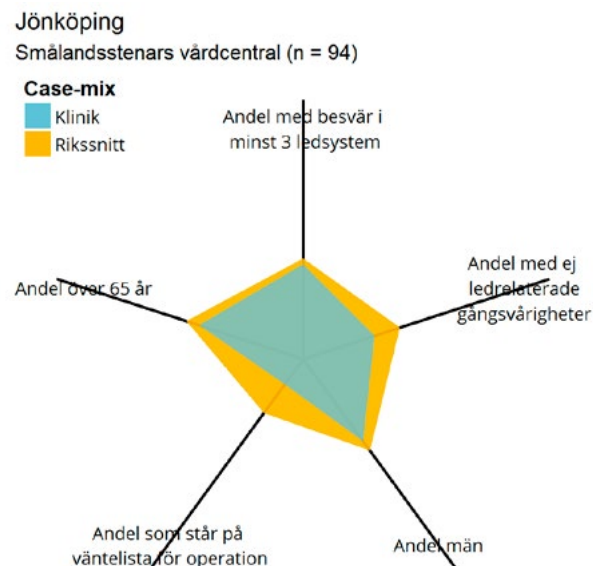 Jönköping
Smålandsstenars vårdcentral (n = 94)
Case-mix
Klinik
Rikssnitt
Andel med besvär i
minst 3 ledsystem
Andel med ej
ledrelaterade
gångsvårigheter
Andel över 65 år
Andel som står på
väntelista för operation
Andel män